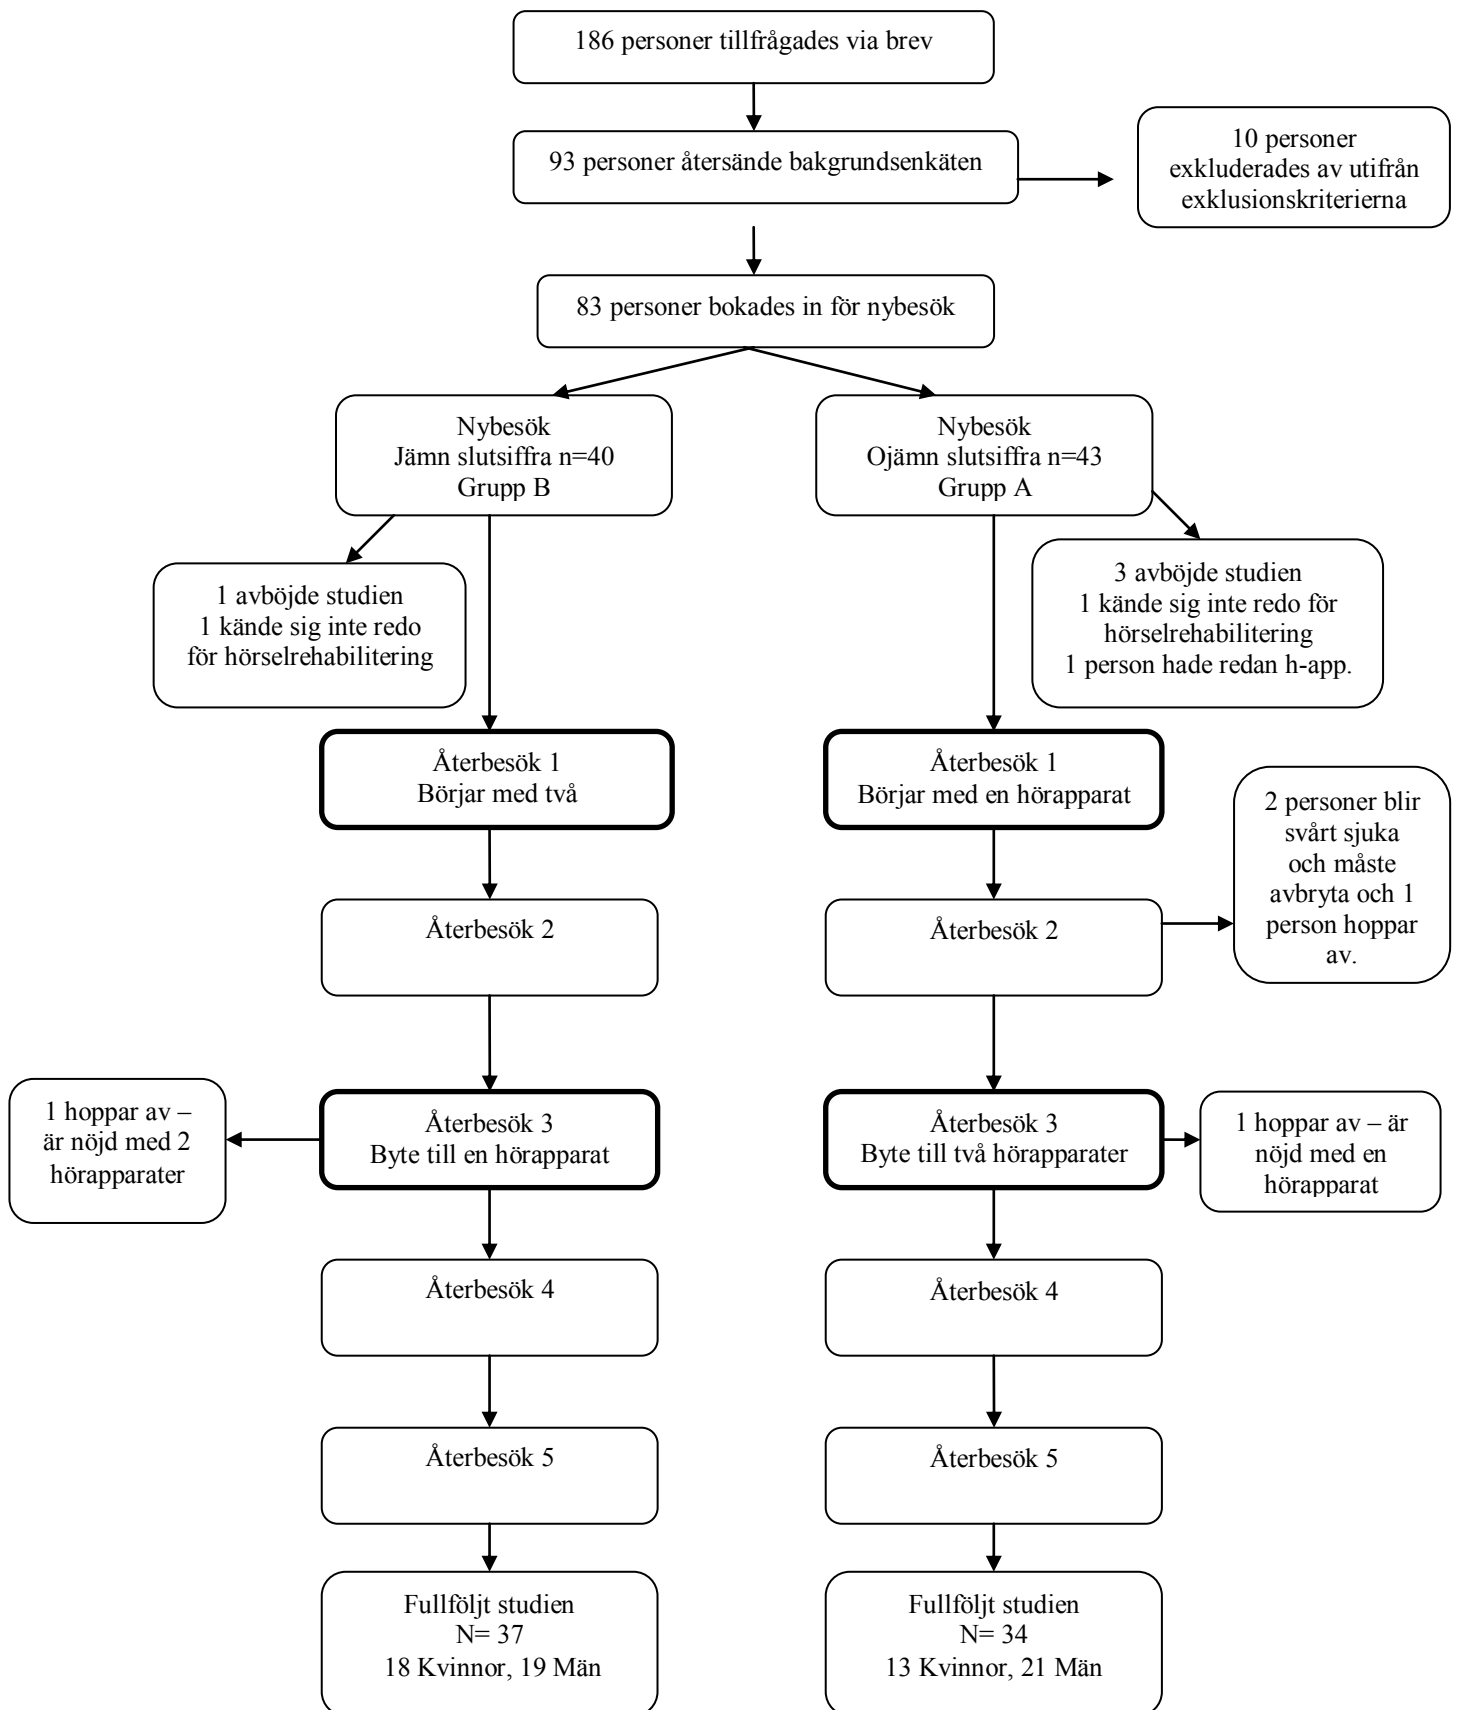 186 personer tillfrågades via brev
93 personer återsände bakgrundsenkäten
10 personer
exkluderades av utifrån
exklusionskriterierna
83 personer bokades in för nybesök
Nybesök
Jämn slutsiffra n=40
Grupp B
Nybesök
Ojämn slutsiffra n=43
Grupp A
1 avböjde studien
1 kände sig inte redo
för hörselrehabilitering
3 avböjde studien
1 kände sig inte redo för
hörselrehabilitering
1 person hade redan h-app.
Återbesök 1
Börjar med två
Återbesök 1
Börjar med en hörapparat
2 personer blir
svårt sjuka
och måste
avbryta och 1
person hoppar
av.
Återbesök 2
Återbesök 2
1 hoppar av –
är nöjd med 2
hörapparater
Återbesök 3
Byte till en hörapparat
Återbesök 3
Byte till två hörapparater
1 hoppar av – är
nöjd med en
hörapparat
Återbesök 4
Återbesök 4
Återbesök 5
Återbesök 5
Fullföljt studien
N= 37
18 Kvinnor, 19 Män
Fullföljt studien
N= 34
13 Kvinnor, 21 Män